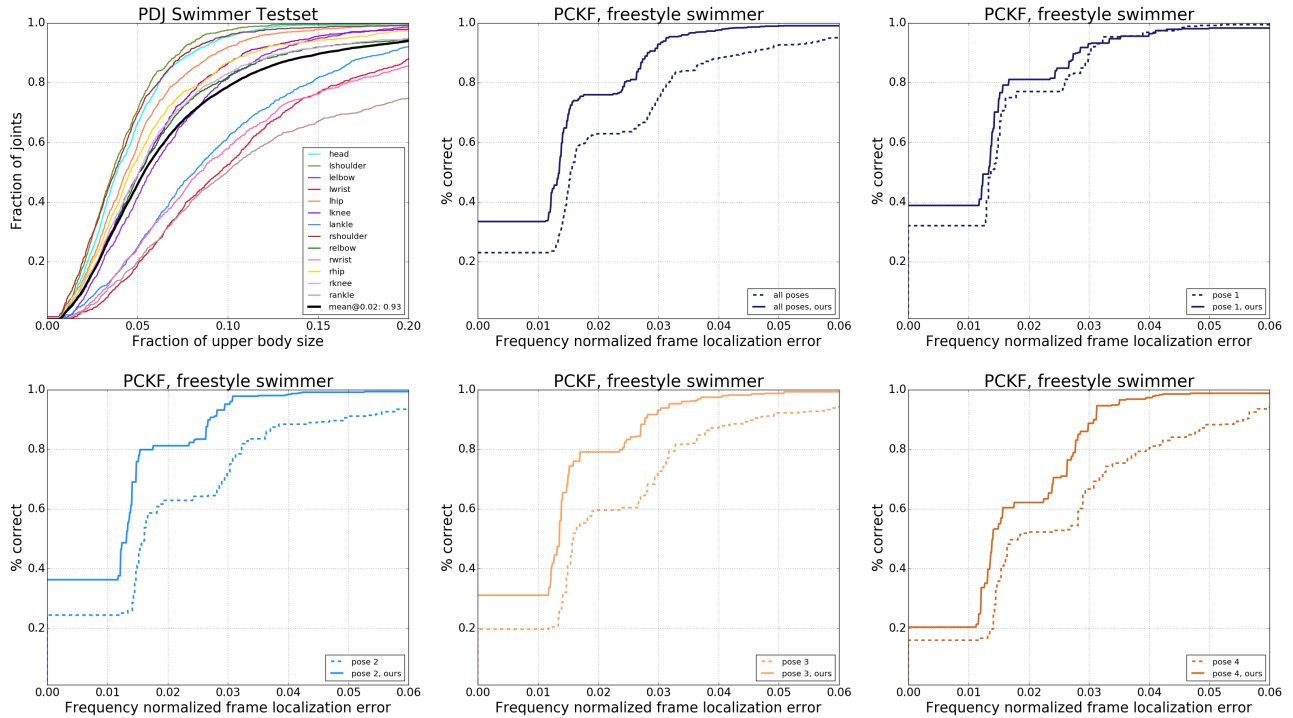 PDJ Swimmer Testset
Fraction of joints
1.0
0.8
0.6
0.4
0.2
head
lshoulder
lelbow
lwrist
lhip
lknee
lankle
rshoulder
relbow
rwrist
rhip
rknee
rankle
mean@0.02: 0.93
0.00 0.05 0.10 0.15 0.20
Fraction of upper body size
PCKF, freestyle swimmer
% correct
1.0
0.8
0.6
0.4
0.2
all poses
all poses, ours
0.00 0.01 0.02 0.03 0.04 0.05 0.06
Frequency normalized frame localization error
PCKF, freestyle swimmer
% correct
1.0
0.8
0.6
0.4
0.2
pose 1
pose 1, ours
0.00 0.01 0.02 0.03 0.04 0.05 0.06
Frequency normalized frame localization error
PCKF, freestyle swimmer
% correct
1.0
0.8
0.6
0.4
0.2
pose 2
pose 2, ours
0.00 0.01 0.02 0.03 0.04 0.05 0.06
Frequency normalized frame localization error
PCKF, freestyle swimmer
% correct
1.0
0.8
0.6
0.4
0.2
pose 3
pose 3, ours
0.00 0.01 0.02 0.03 0.04 0.05 0.06
Frequency normalized frame localization error
PCKF, freestyle swimmer
% correct
1.0
0.8
0.6
0.4
0.2
pose 4
pose 4, ours
0.00 0.01 0.02 0.03 0.04 0.05 0.06
Frequency normalized frame localization error